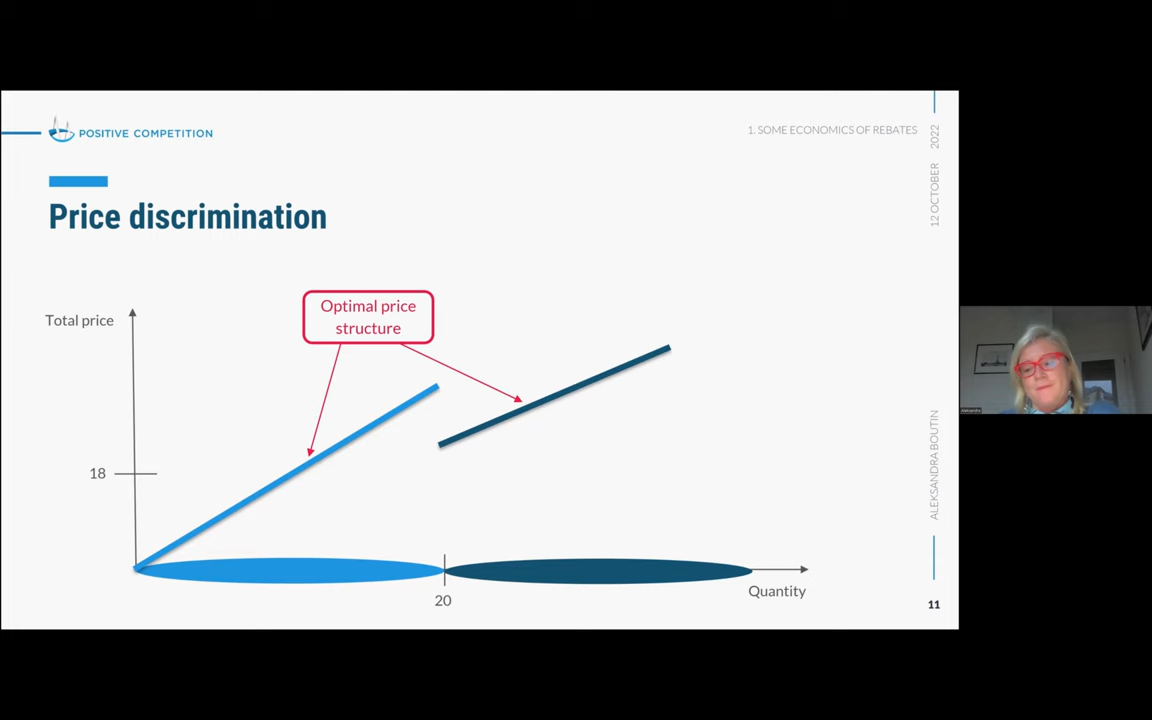 POSITIVE COMPETITION
1. SOME ECONOMICS OF REBATES
12 OCTOBER 2022
Price discrimination
Optimal price
structure
Total price
18
20
Quantity
ALEKSANDRA BOUTIN
11
Aleksandra